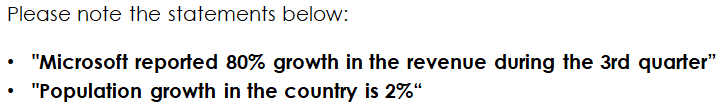 Please note the statements below:
• "Microsoft reported 80% growth in the revenue during the 3rd quarter”
• "Population growth in the country is 2%“